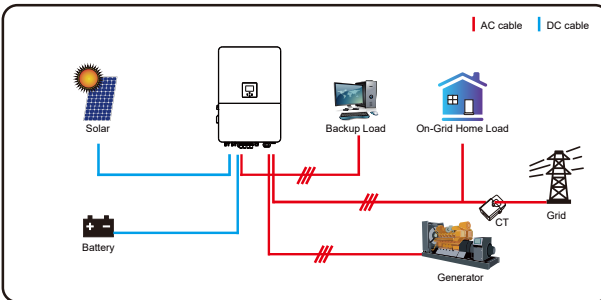 AC cable
DC cable
Solar
Backup Load
On-Grid Home Load
Grid
CT
Battery
Generator